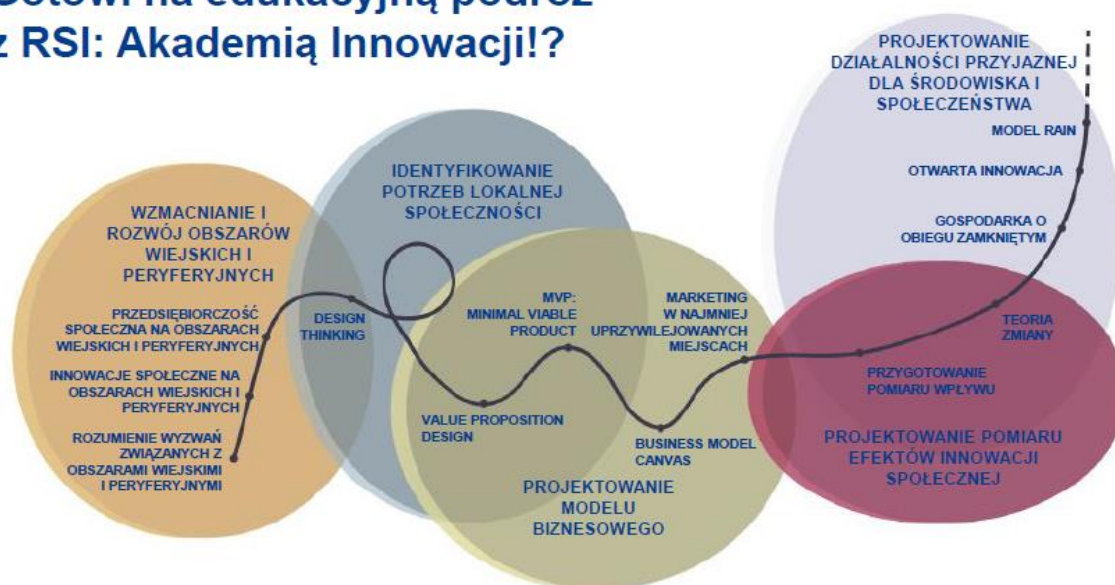 Gotowi na edukacyjną podróż
z RSI: Akademią Innowacji!?
WZMACNIANIE I
ROZWÓJ OBSZARÓW
WIEJSKICH I
PERYFERYJNYCH
PRZEDSIĘBIORCZOŚĆ
SPOŁECZNA NA OBSZARACH
WIEJSKICH I PERYFERYJNYCH
INNOWACJE SPOŁECZNE NA
OBSZARACH WIEJSKICH I
PERYFERYJNYCH
ROZUMIENIE WYZWAŃ
ZWIĄZANYCH Z
OBSZARAMI WIEJSKIMI
I PERYFERYJNYMI
IDENTYFIKOWANIE
POTRZEB LOKALNEJ
SPOŁECZNOŚCI
DESIGN
THINKING
VALUE PROPOSITION
DESIGN
MVP:
MINIMAL VIABLE
PRODUCT
BUSINESS MODEL
CANVAS
MARKETING
W NAJMNIEJ
UPRZYWILEJOWANYCH
MIEJSCACH
PROJEKTOWANIE
MODELU
BIZNESOWEGO
PRZYGOTOWANIE
POMIARU WPŁYWU
TEORIA
ZMIANY
PROJEKTOWANIE POMIARU
EFEKTÓW INNOWACJI
SPOŁECZNEJ
PROJEKTOWANIE
DZIAŁALNOŚCI PRZYJAZNEJ
DLA ŚRODOWISKA I
SPOŁECZEŃSTWA
MODEL RAIN
OTWARTA INNOWACJA
GOSPODARKA O
OBIEGU ZAMKNIĘTYM